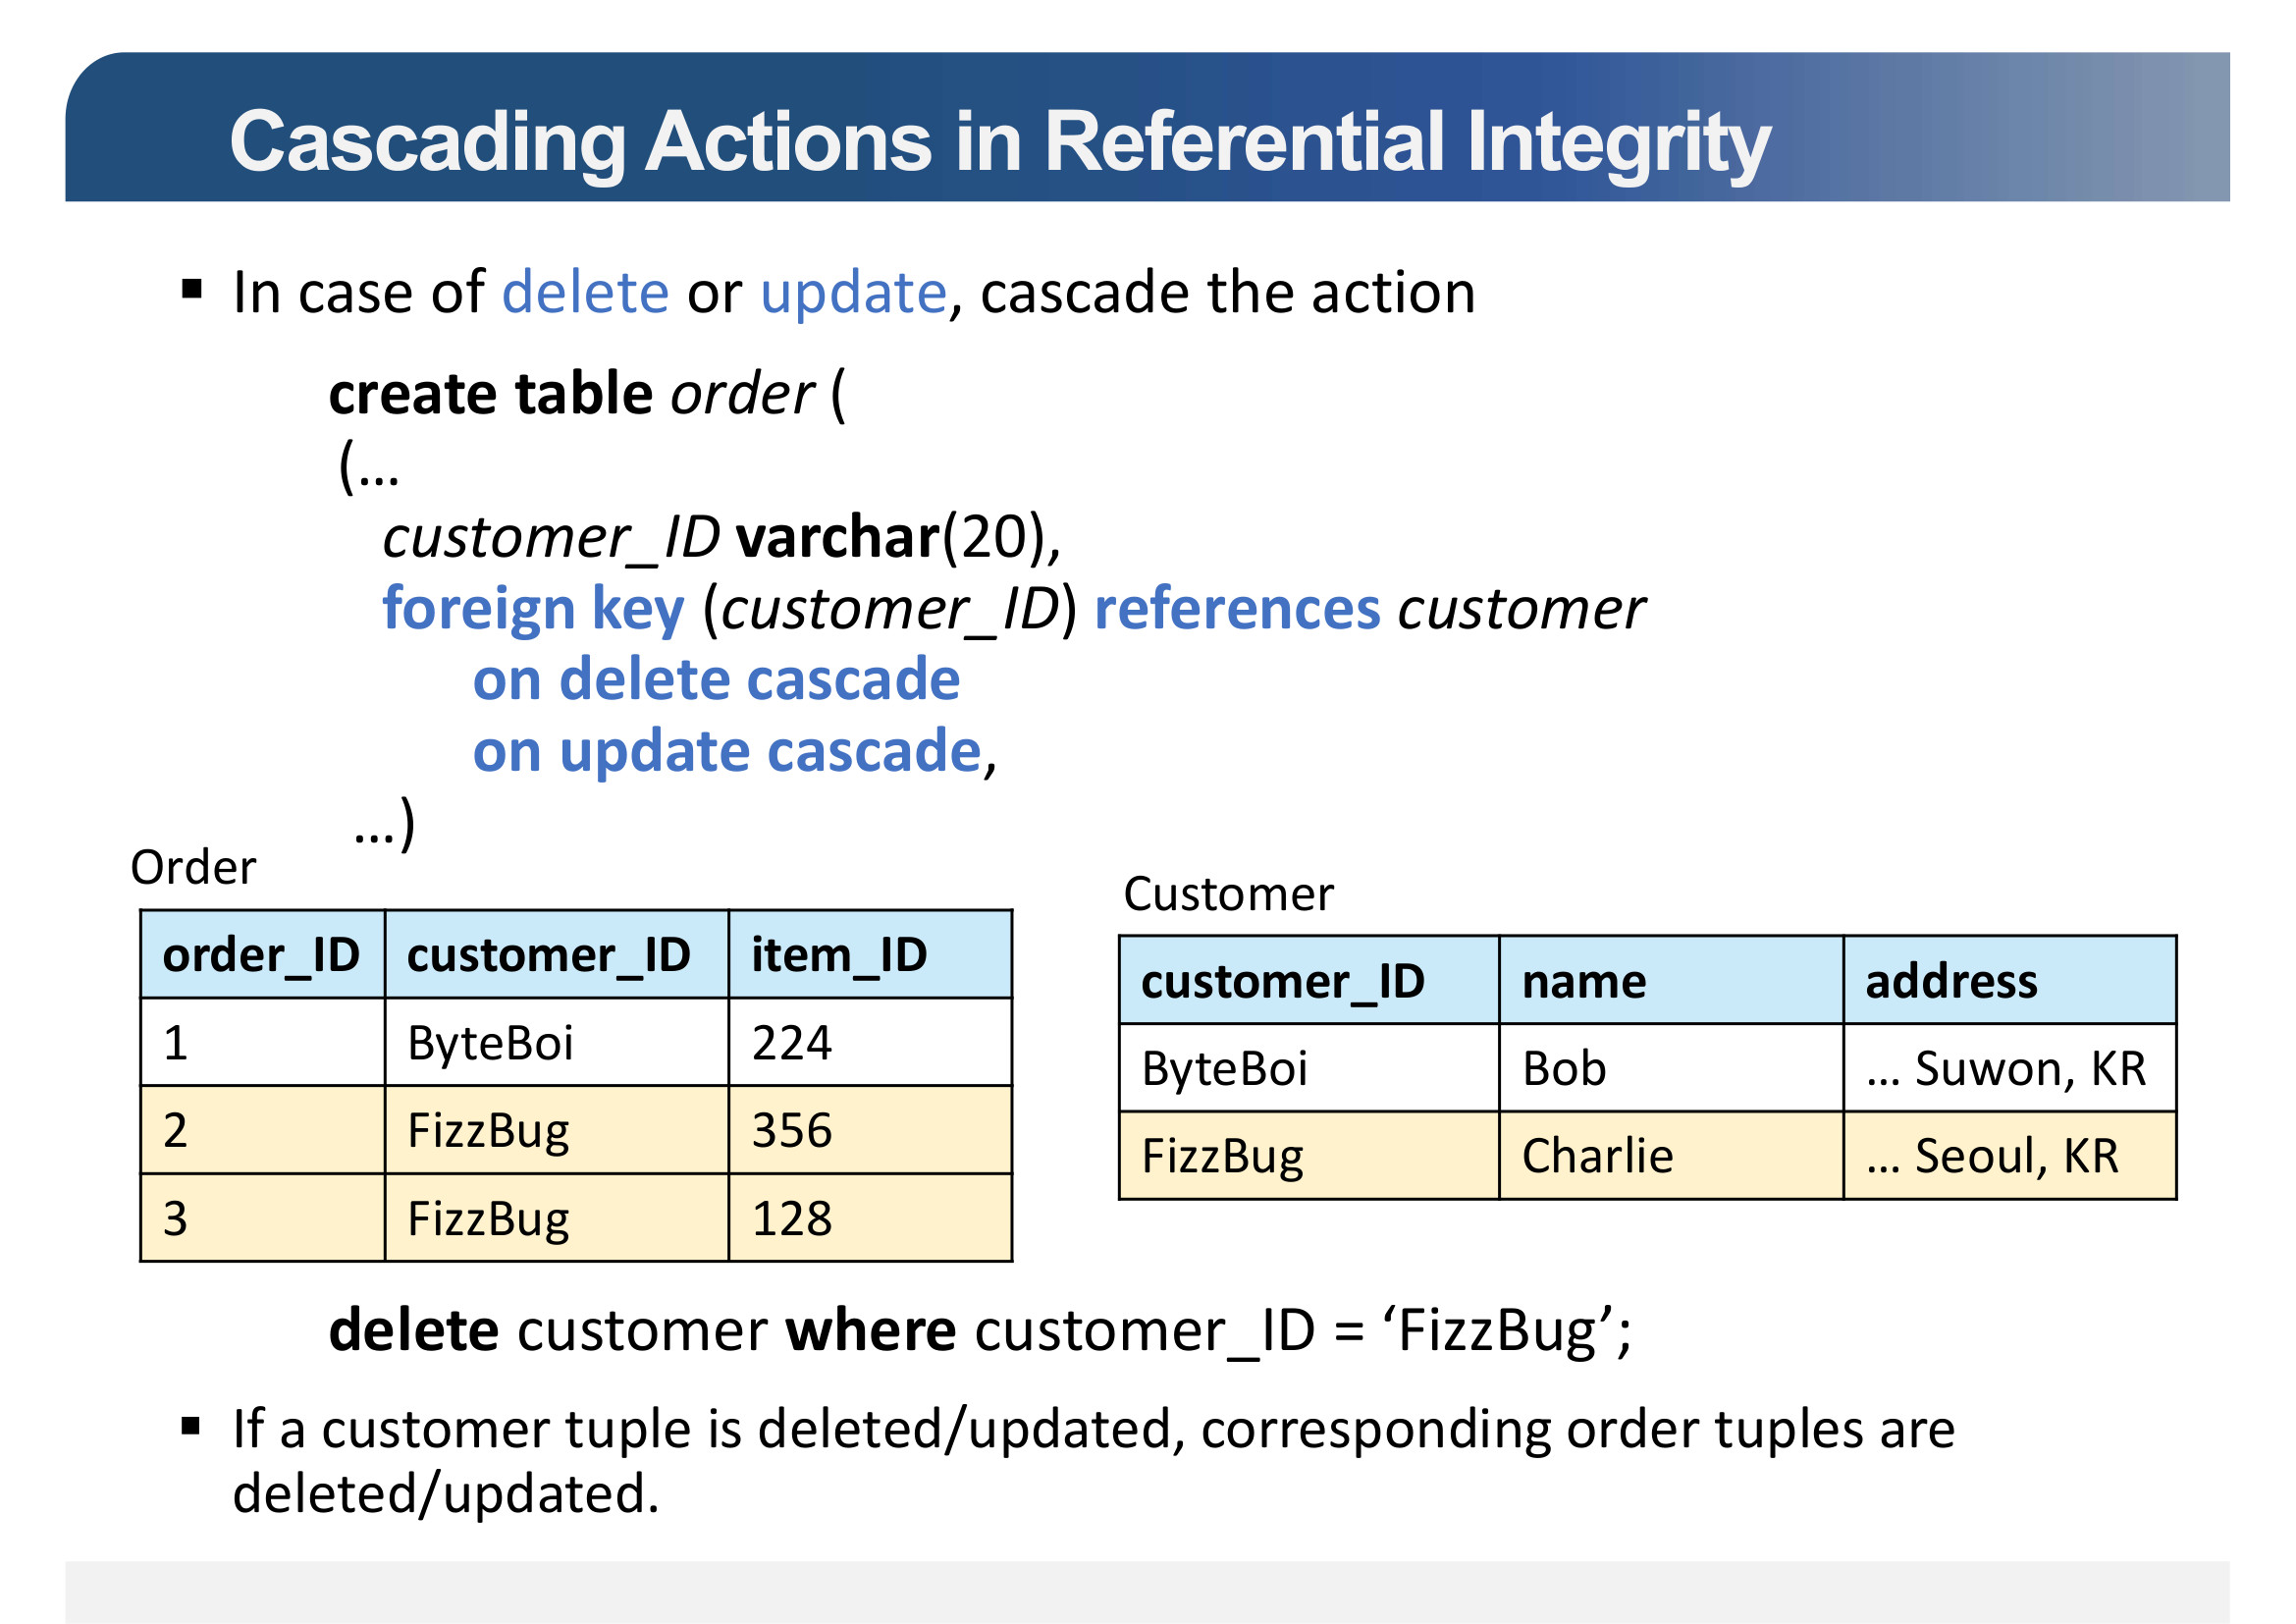 Cascading Actions in Referential Integrity
▪ In case of delete or update, cascade the action
create table order (
(…
customer_ID varchar(20),
foreign key (customer_ID) references customer
on delete cascade
on update cascade,
…)
Order
order_ID customer_ID item_ID
1 ByteBoi 224
2 FizzBug 356
3 FizzBug 128
Customer
customer_ID name address
ByteBoi Bob … Suwon, KR
FizzBug Charlie … Seoul, KR
delete customer where customer_ID = ‘FizzBug’;
▪ If a customer tuple is deleted/updated, corresponding order tuples are
deleted/updated.